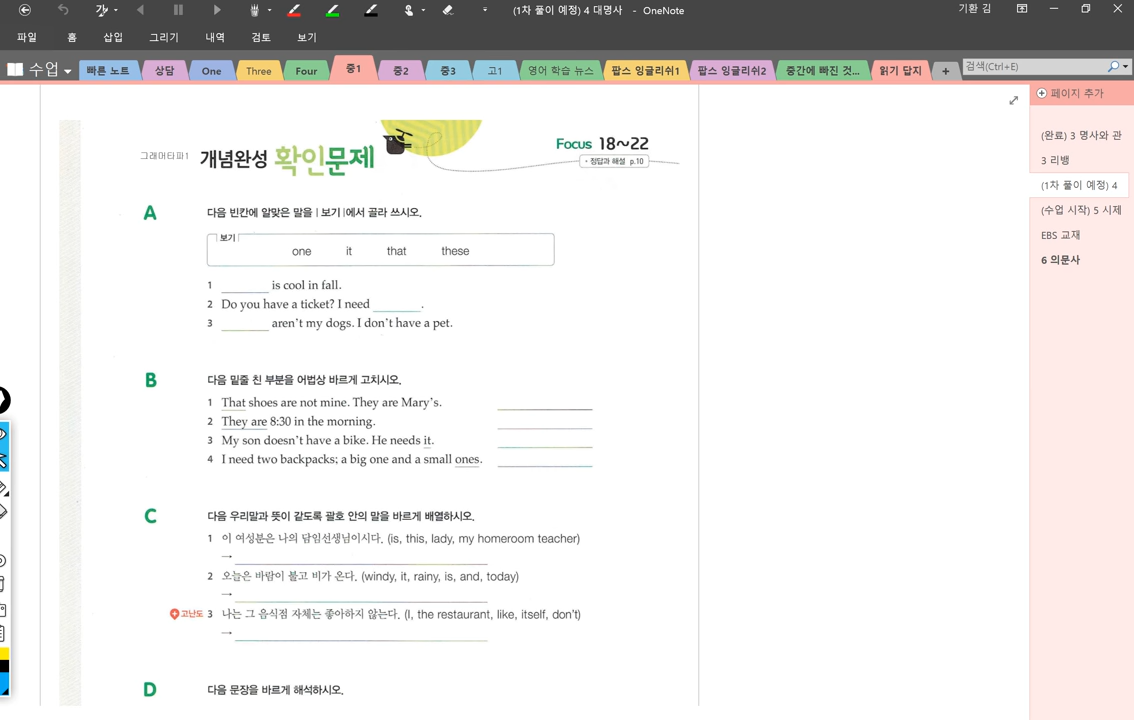 (1차 풀이 예정) 4 대명사 - OneNote
기환 김
파일 홈 삽입 그리기 내역 검토 보기
수업 빠른 노트 상담 One Three Four 중1 중2 중3 고1 영어 학습 뉴스 팝스 잉글리쉬1 팝스 잉글리쉬2 중간에 빠진 것... 읽기 답지 + 검색(Ctrl+E)
페이지 추가
(완료) 3 명사와 관
3 리뱅
(1차 풀이 예정) 4
(수업 시작) 5 시제
EBS 교재
6 의문사
그래머타파1 개념완성 확인문제
Focus 18~22
• 정답과 해설 p.10
A 다음 빈칸에 알맞은 말을 | 보기 |에서 골라 쓰시오.
보기
one it that these
1 ______ is cool in fall.
2 Do you have a ticket? I need ______ .
3 ______ aren't my dogs. I don't have a pet.
B 다음 밑줄 친 부분을 어법상 바르게 고치시오.
1 That shoes are not mine. They are Mary's.
2 They are 8:30 in the morning.
3 My son doesn't have a bike. He needs it.
4 I need two backpacks; a big one and a small ones.
C 다음 우리말과 뜻이 같도록 괄호 안의 말을 바르게 배열하시오.
1 이 여성분은 나의 담임선생님이시다. (is, this, lady, my homeroom teacher)
→
2 오늘은 바람이 불고 비가 온다. (windy, it, rainy, is, and, today)
→
고난도 3 나는 그 음식점 자체는 좋아하지 않는다. (I, the restaurant, like, itself, don't)
→
D 다음 문장을 바르게 해석하시오.